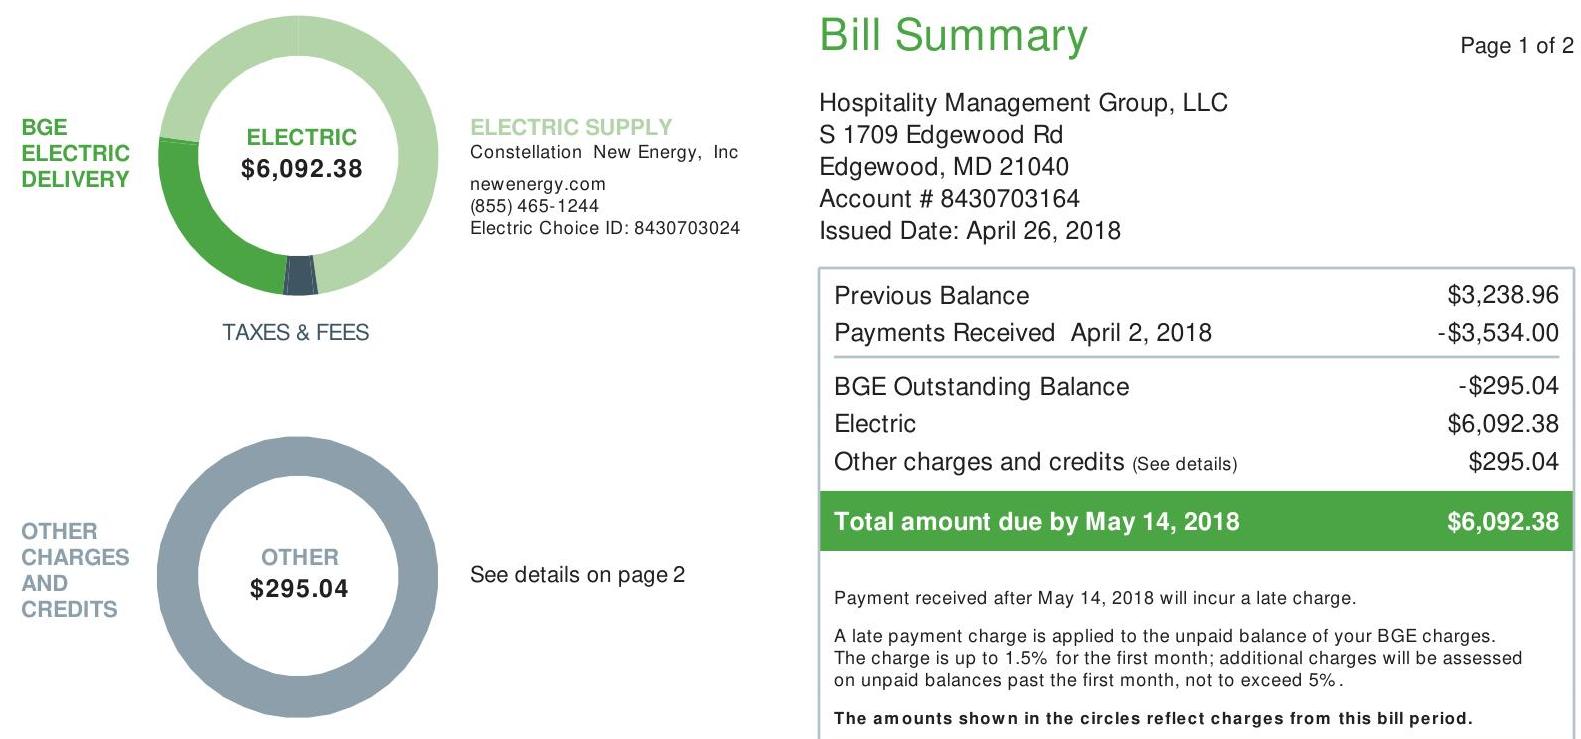 BGE
ELECTRIC
DELIVERY
ELECTRIC
$6,092.38
ELECTRIC SUPPLY
Constellation New Energy, Inc
newenergy.com
(855) 465-1244
Electric Choice ID: 8430703024
TAXES & FEES
OTHER
CHARGES
AND
CREDITS
OTHER
$295.04
See details on page 2
Bill Summary
Page 1 of 2
Hospitality Management Group, LLC
S 1709 Edgewood Rd
Edgewood, MD 21040
Account # 8430703164
Issued Date: April 26, 2018
Previous Balance $3,238.96
Payments Received April 2, 2018 -$3,534.00
BGE Outstanding Balance -$295.04
Electric $6,092.38
Other charges and credits (See details) $295.04
Total amount due by May 14, 2018 $6,092.38
Payment received after May 14, 2018 will incur a late charge.
A late payment charge is applied to the unpaid balance of your BGE charges.
The charge is up to 1.5% for the first month; additional charges will be assessed
on unpaid balances past the first month, not to exceed 5%.
The amounts shown in the circles reflect charges from this bill period.